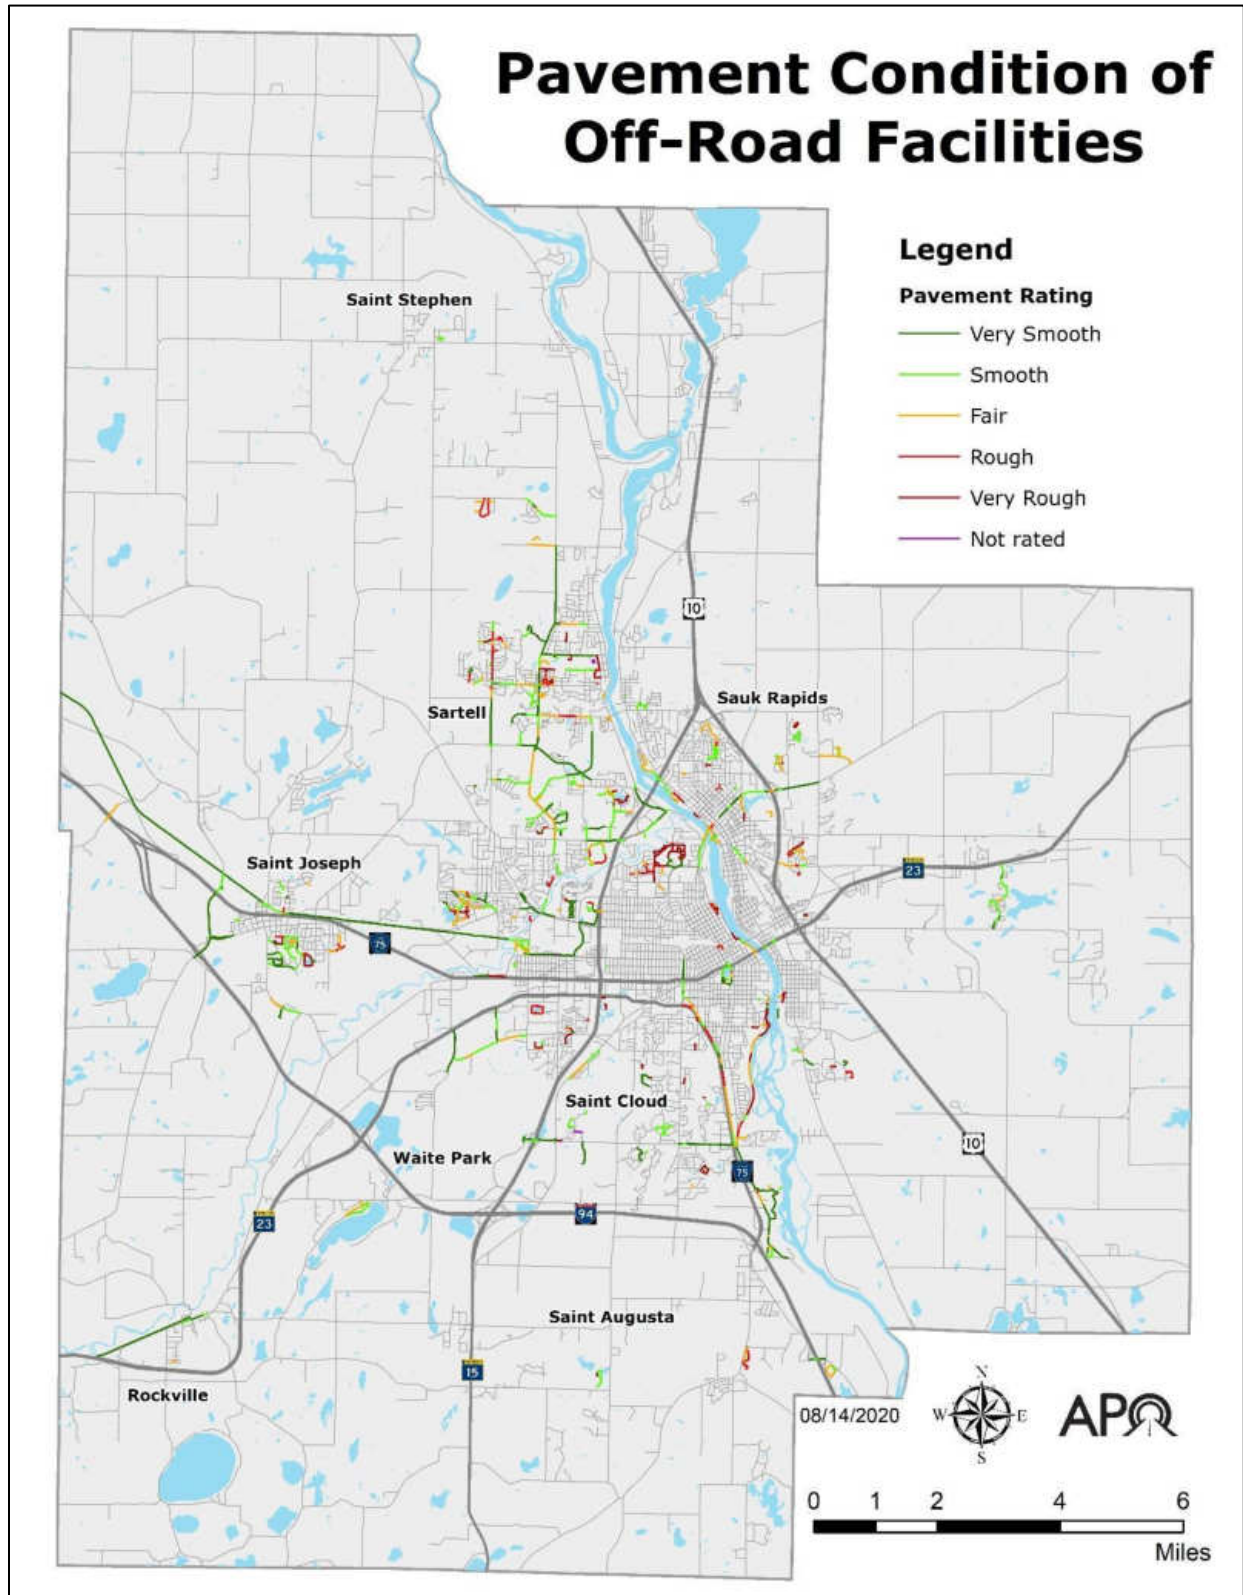 Pavement Condition of
Off-Road Facilities
Legend
Pavement Rating
Very Smooth
Smooth
Fair
Rough
Very Rough
Not rated
Saint Stephen
10
Sauk Rapids
Sartell
Saint Joseph
23
75
Saint Cloud
10
Waite Park
75
94
23
Saint Augusta
15
Rockville
08/14/2020
N
W
E
S
APO
0 1 2 4 6
Miles